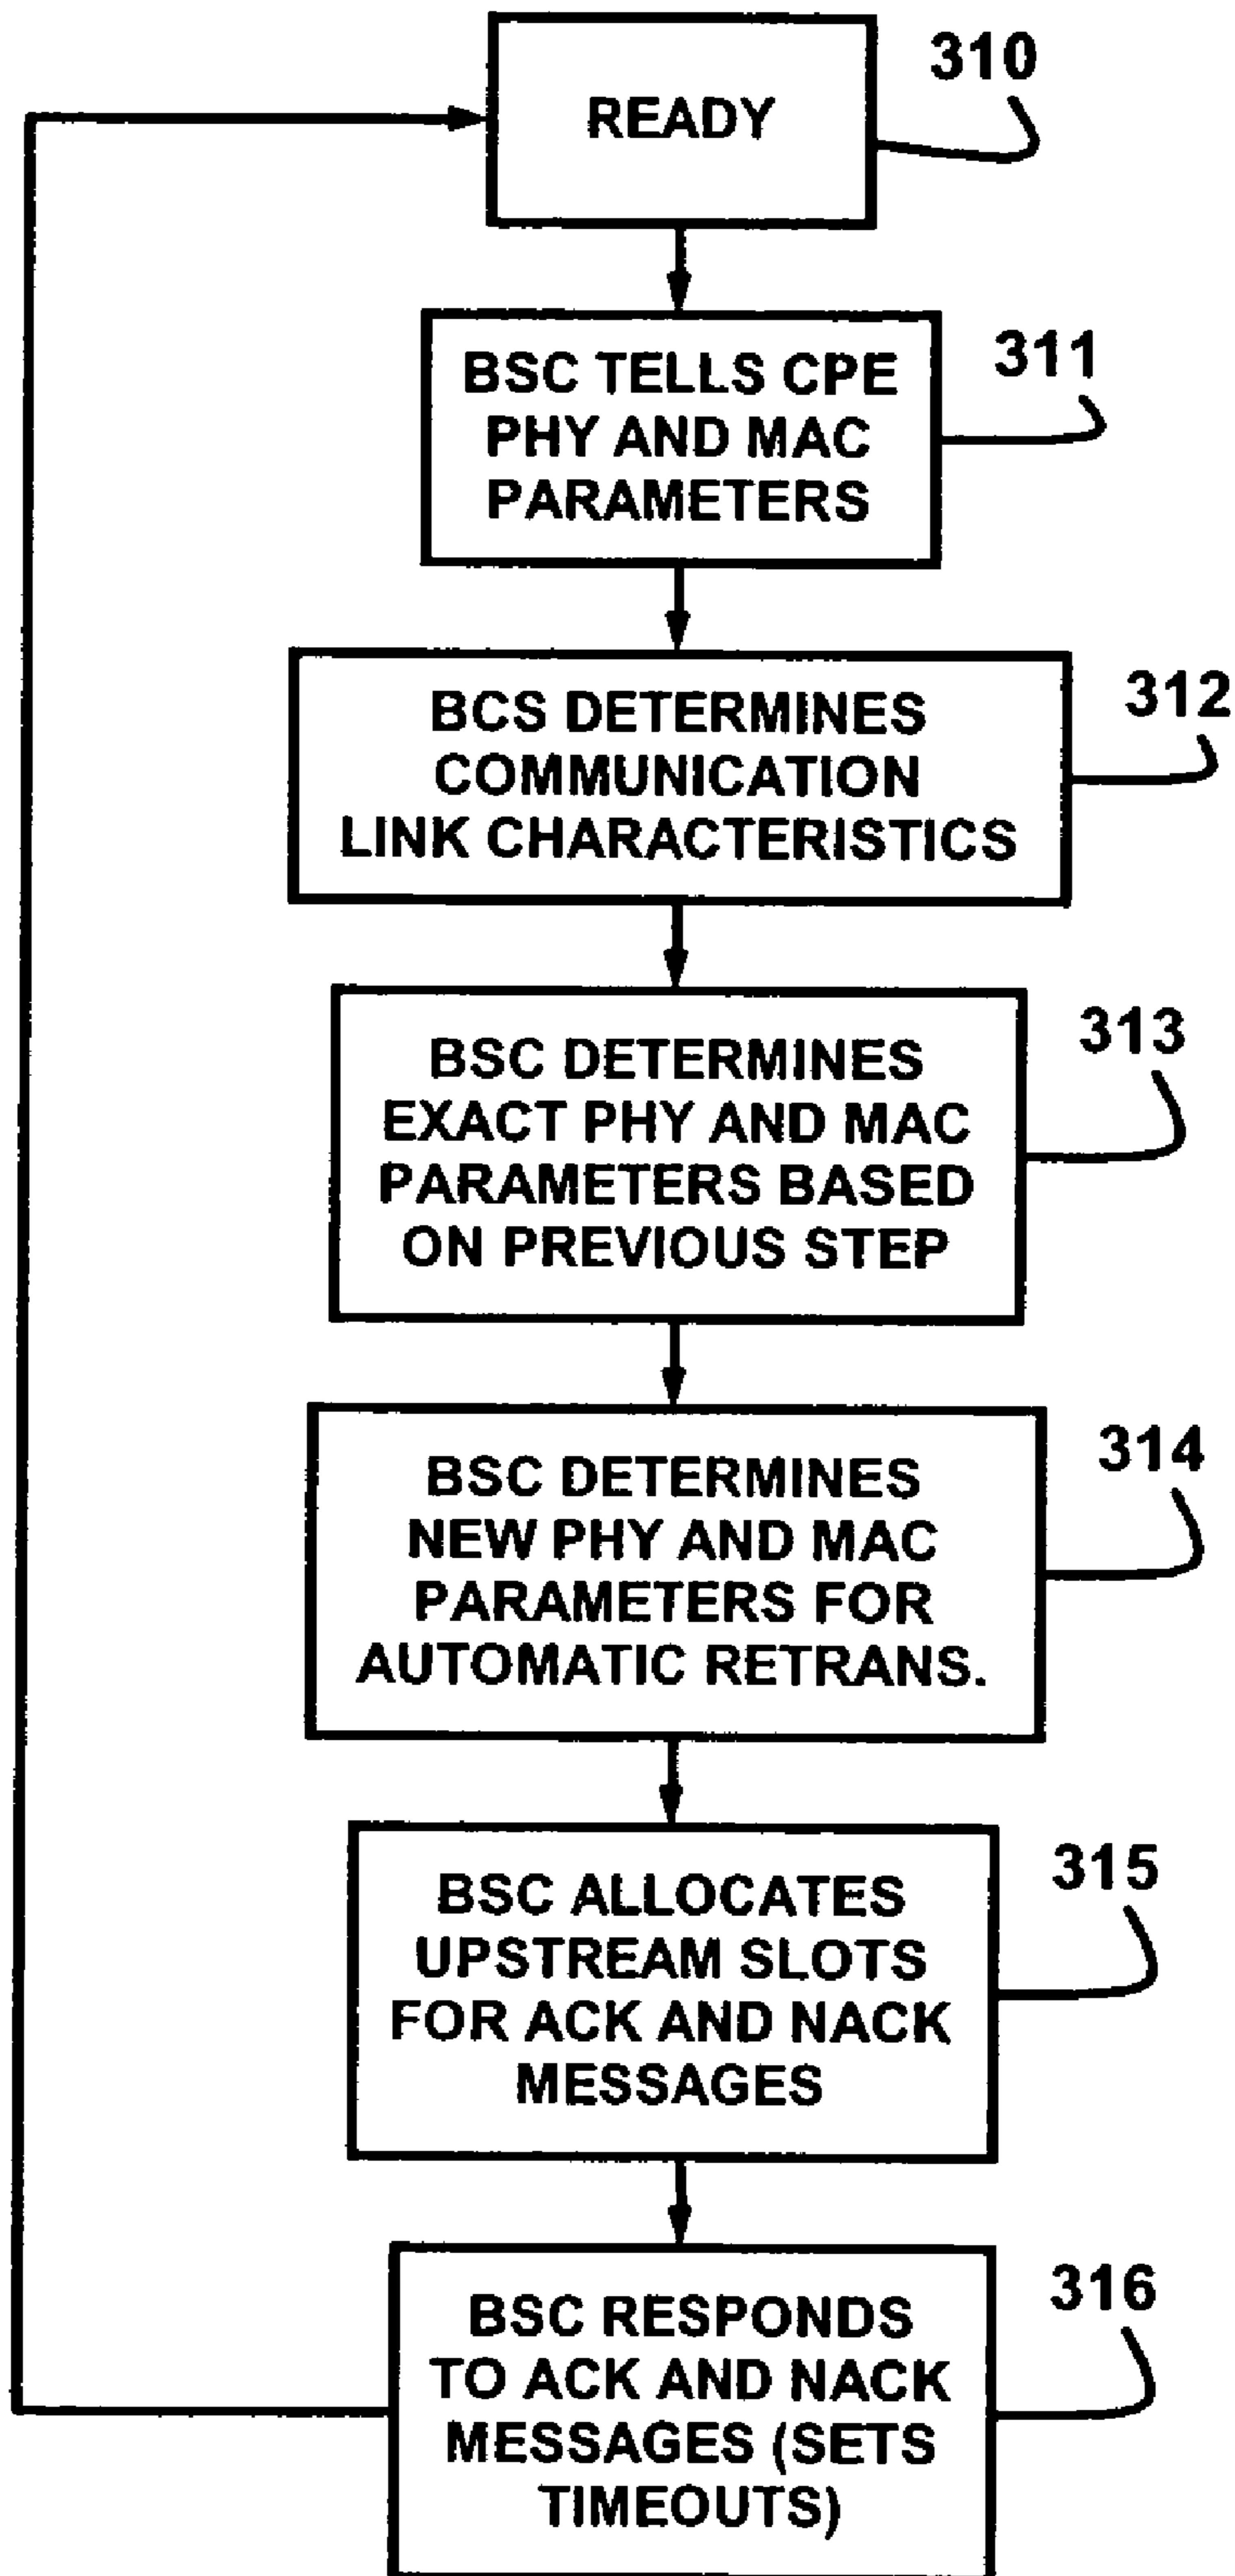 READY
310
BSC TELLS CPE
PHY AND MAC
PARAMETERS
311
BCS DETERMINES
COMMUNICATION
LINK CHARACTERISTICS
312
BSC DETERMINES
EXACT PHY AND MAC
PARAMETERS BASED
ON PREVIOUS STEP
313
BSC DETERMINES
NEW PHY AND MAC
PARAMETERS FOR
AUTOMATIC RETRANS.
314
BSC ALLOCATES
UPSTREAM SLOTS
FOR ACK AND NACK
MESSAGES
315
BSC RESPONDS
TO ACK AND NACK
MESSAGES (SETS
TIMEOUTS)
316